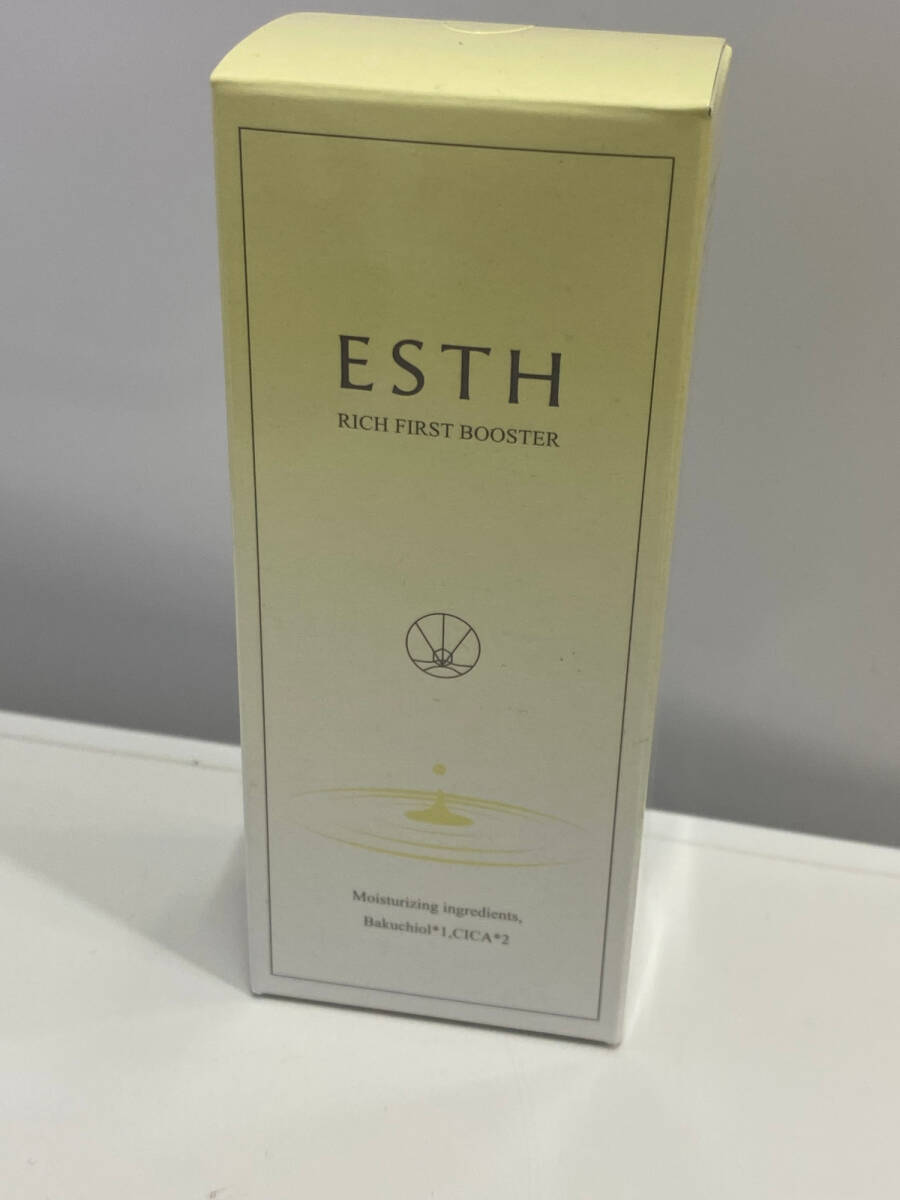 ESTH
RICH FIRST BOOSTER
Moisturizing ingredients,
Bakuchiol*1,CICA*2